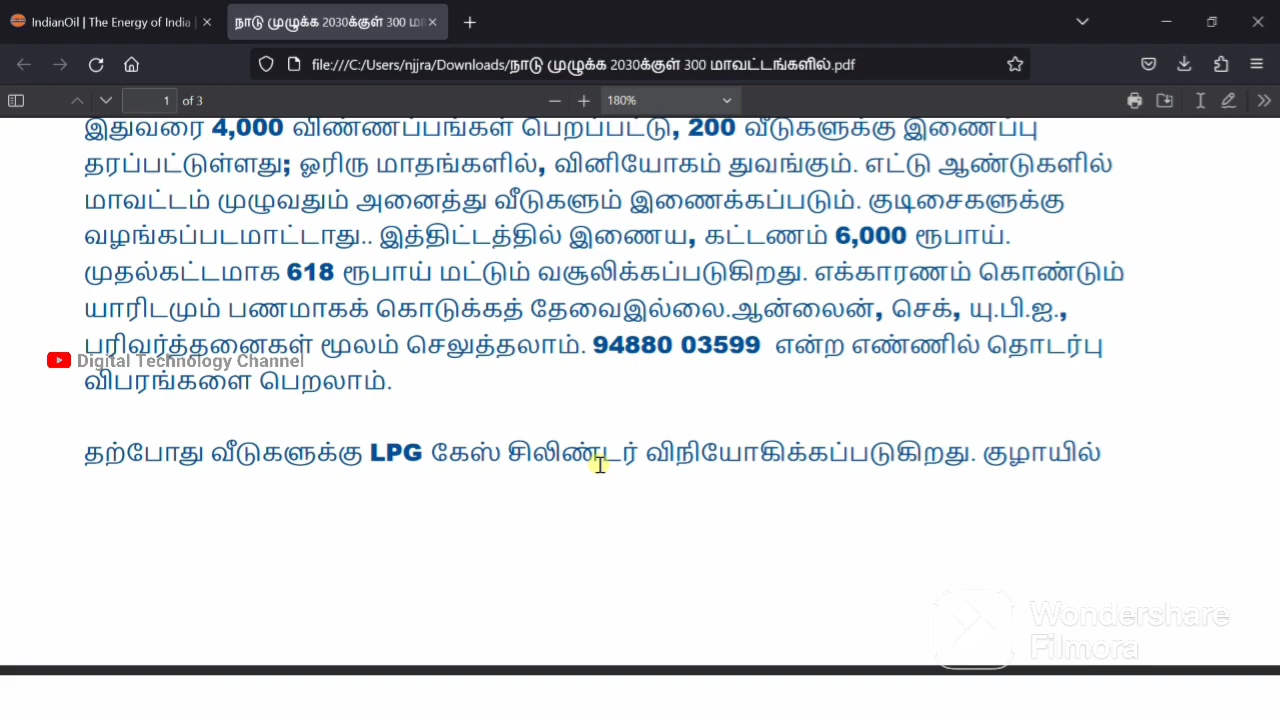 IndianOil | The Energy of India
நாடு முழுக்க 2030க்குள் 300 மா
file:///C:/Users/njjra/Downloads/நாடு முழுக்க 2030க்குள் 300 மாவட்டங்களில்.pdf
1 of 3
180%
இதுவரை 4,000 விண்ணப்பங்கள் பெறப்பட்டு, 200 வீடுகளுக்கு இணைப்பு
தரப்பட்டுள்ளது; ஓரிரு மாதங்களில், வினியோகம் துவங்கும். எட்டு ஆண்டுகளில்
மாவட்டம் முழுவதும் அனைத்து வீடுகளும் இணைக்கப்படும். குடிசைகளுக்கு
வழங்கப்படமாட்டாது.. இத்திட்டத்தில் இணைய, கட்டணம் 6,000 ரூபாய்.
முதல்கட்டமாக 618 ரூபாய் மட்டும் வசூலிக்கப்படுகிறது. எக்காரணம் கொண்டும்
யாரிடமும் பணமாகக் கொடுக்கத் தேவைஇல்லை.ஆன்லைன், செக், யு.பி.ஐ.,
பரிவர்த்தனைகள் மூலம் செலுத்தலாம். 94880 03599 என்ற எண்ணில் தொடர்பு
Digital Technology Channel
விபரங்களை பெறலாம்.
தற்போது வீடுகளுக்கு LPG கேஸ் சிலிண்டர் விநியோகிக்கப்படுகிறது. குழாயில்
Wondershare
Filmora